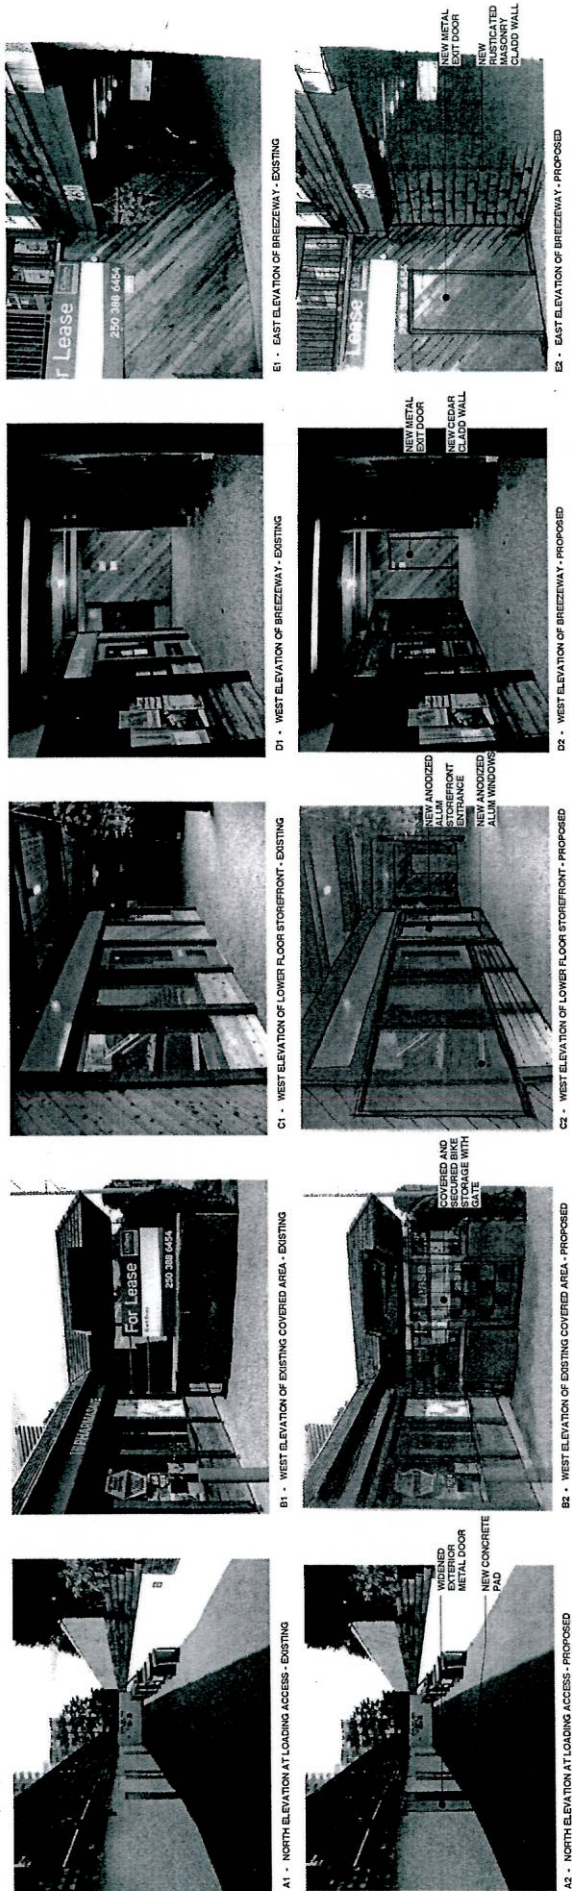 A1 - NORTH ELEVATION AT LOADING ACCESS - EXISTING
B1 - WEST ELEVATION OF EXISTING COVERED AREA - EXISTING
For Lease
250 388 6454
C1 - WEST ELEVATION OF LOWER FLOOR STOREFRONT - EXISTING
D1 - WEST ELEVATION OF BREEZEWAY - EXISTING
E1 - EAST ELEVATION OF BREEZEWAY - EXISTING
r Lease
250 388 6454
230
A2 - NORTH ELEVATION AT LOADING ACCESS - PROPOSED
WIDENED
EXTERIOR
METAL DOOR
NEW CONCRETE
PAD
B2 - WEST ELEVATION OF EXISTING COVERED AREA - PROPOSED
For Lease
COVERED AND
SECURED BIKE
STORAGE WITH
GATE
C2 - WEST ELEVATION OF LOWER FLOOR STOREFRONT - PROPOSED
NEW ANODIZED
ALUM
STOREFRONT
ENTRANCE
NEW ANODIZED
ALUM WINDOWS
D2 - WEST ELEVATION OF BREEZEWAY - PROPOSED
NEW METAL
EXIT DOOR
NEW CEDAR
CLADD WALL
E2 - EAST ELEVATION OF BREEZEWAY - PROPOSED
r Lease
6454
230
NEW METAL
EXIT DOOR
NEW
RUSTICATED
MASONRY
CLADD WALL